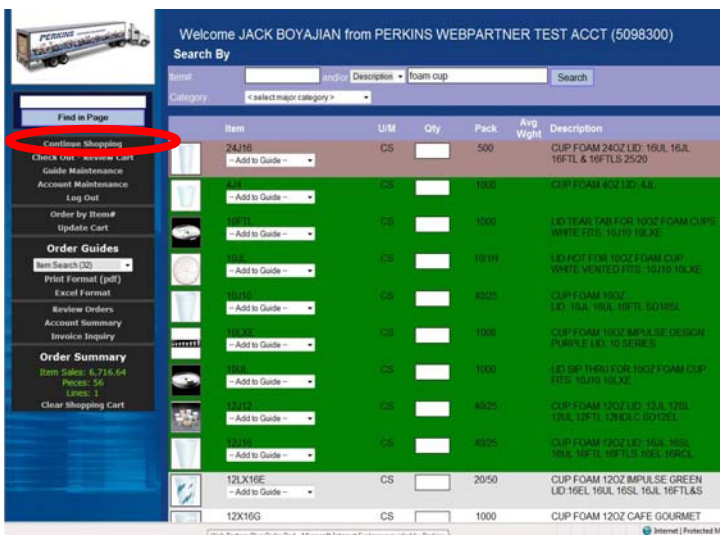 PERKINS
Welcome JACK BOYAJIAN from PERKINS WEBPARTNER TEST ACCT (5098300)
Search By
Item#: and/or Description foam cup Search
Category: <select major category>
Find in Page
Continue Shopping
Check Out - Review Cart
Guide Maintenance
Account Maintenance
Log Out
Order by Item#
Update Cart
Order Guides
Item Search (32)
Print Format (pdf)
Excel Format
Review Orders
Account Summary
Invoice Inquiry
Order Summary
Item Sales: 6,716.64
Pieces: 56
Lines: 1
Clear Shopping Cart
Item U/M Qty Pack Avg Wght Description
24J16 CS 500 CUP FOAM 24OZ LID: 16UL 16JL
-- Add to Guide -- 16FTL & 16FTLS 25/20
4J4 CS 1000 CUP FOAM 4OZ LID: 4JL
-- Add to Guide --
10FTL CS 1000 LID TEAR TAB FOR 10OZ FOAM CUPS
-- Add to Guide -- WHITE FITS: 10J10 10LXE
10JL CS 10/1H LID HOT FOR 10OZ FOAM CUP
-- Add to Guide -- WHITE VENTED FITS: 10J10 10LXE
10J10 CS 40/25 CUP FOAM 10OZ
-- Add to Guide -- LID: 10JL 10UL 10FTL SO10SL
10LXE CS 1000 CUP FOAM 10OZ IMPULSE DESIGN
-- Add to Guide -- PURPLE LID: 10 SERIES
10UL CS 1000 LID SIP THRU FOR 10OZ FOAM CUP
-- Add to Guide -- FITS: 10J10 10LXE
12J12 CS 40/25 CUP FOAM 12OZ LID: 12JL 12SL
-- Add to Guide -- 12UL 12FTL
12J16 CS 40/25 CUP FOAM 12OZ LID: 16JL 16SL
-- Add to Guide -- 16UL 16FTL 16FTLS 16EL 16RCL
12LX16E CS 20/50 CUP FOAM 12OZ IMPULSE GREEN
-- Add to Guide -- LID:16EL 16UL 16SL 16JL 16FTL&S
12X16G CS 1000 CUP FOAM 12OZ CAFE GOURMET
Internet | Protected M